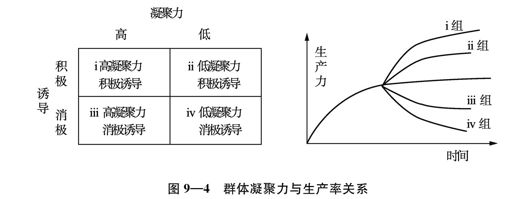 凝聚力
高 低
诱导
积极
i 高凝聚力
积极诱导
ii 低凝聚力
积极诱导
消极
iii 高凝聚力
消极诱导
iv 低凝聚力
消极诱导
生产力
i 组
ii 组
iii 组
iv 组
时间
图 9—4 群体凝聚力与生产率关系